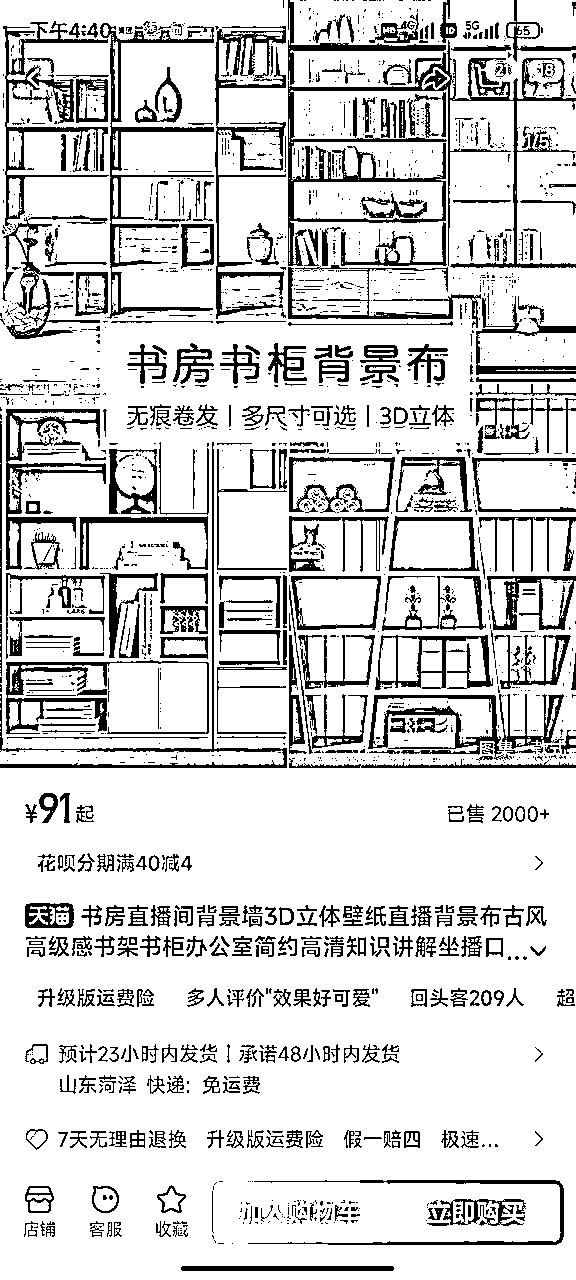 下午4:40
4G
5G
65
1/5
书房书柜背景布
无痕卷发 | 多尺寸可选 | 3D立体
¥91起
已售 2000+
花呗分期满40减4
天猫 书房直播间背景墙3D立体壁纸直播背景布古风
高级感书架书柜办公室简约高清知识讲解坐播口...
升级版运费险 多人评价"效果好可爱" 回头客209人 超
预计23小时内发货 | 承诺48小时内发货
山东菏泽 快递: 免运费
7天无理由退换 升级版运费险 假一赔四 极速...
店铺 客服 收藏 加入购物车 立即购买